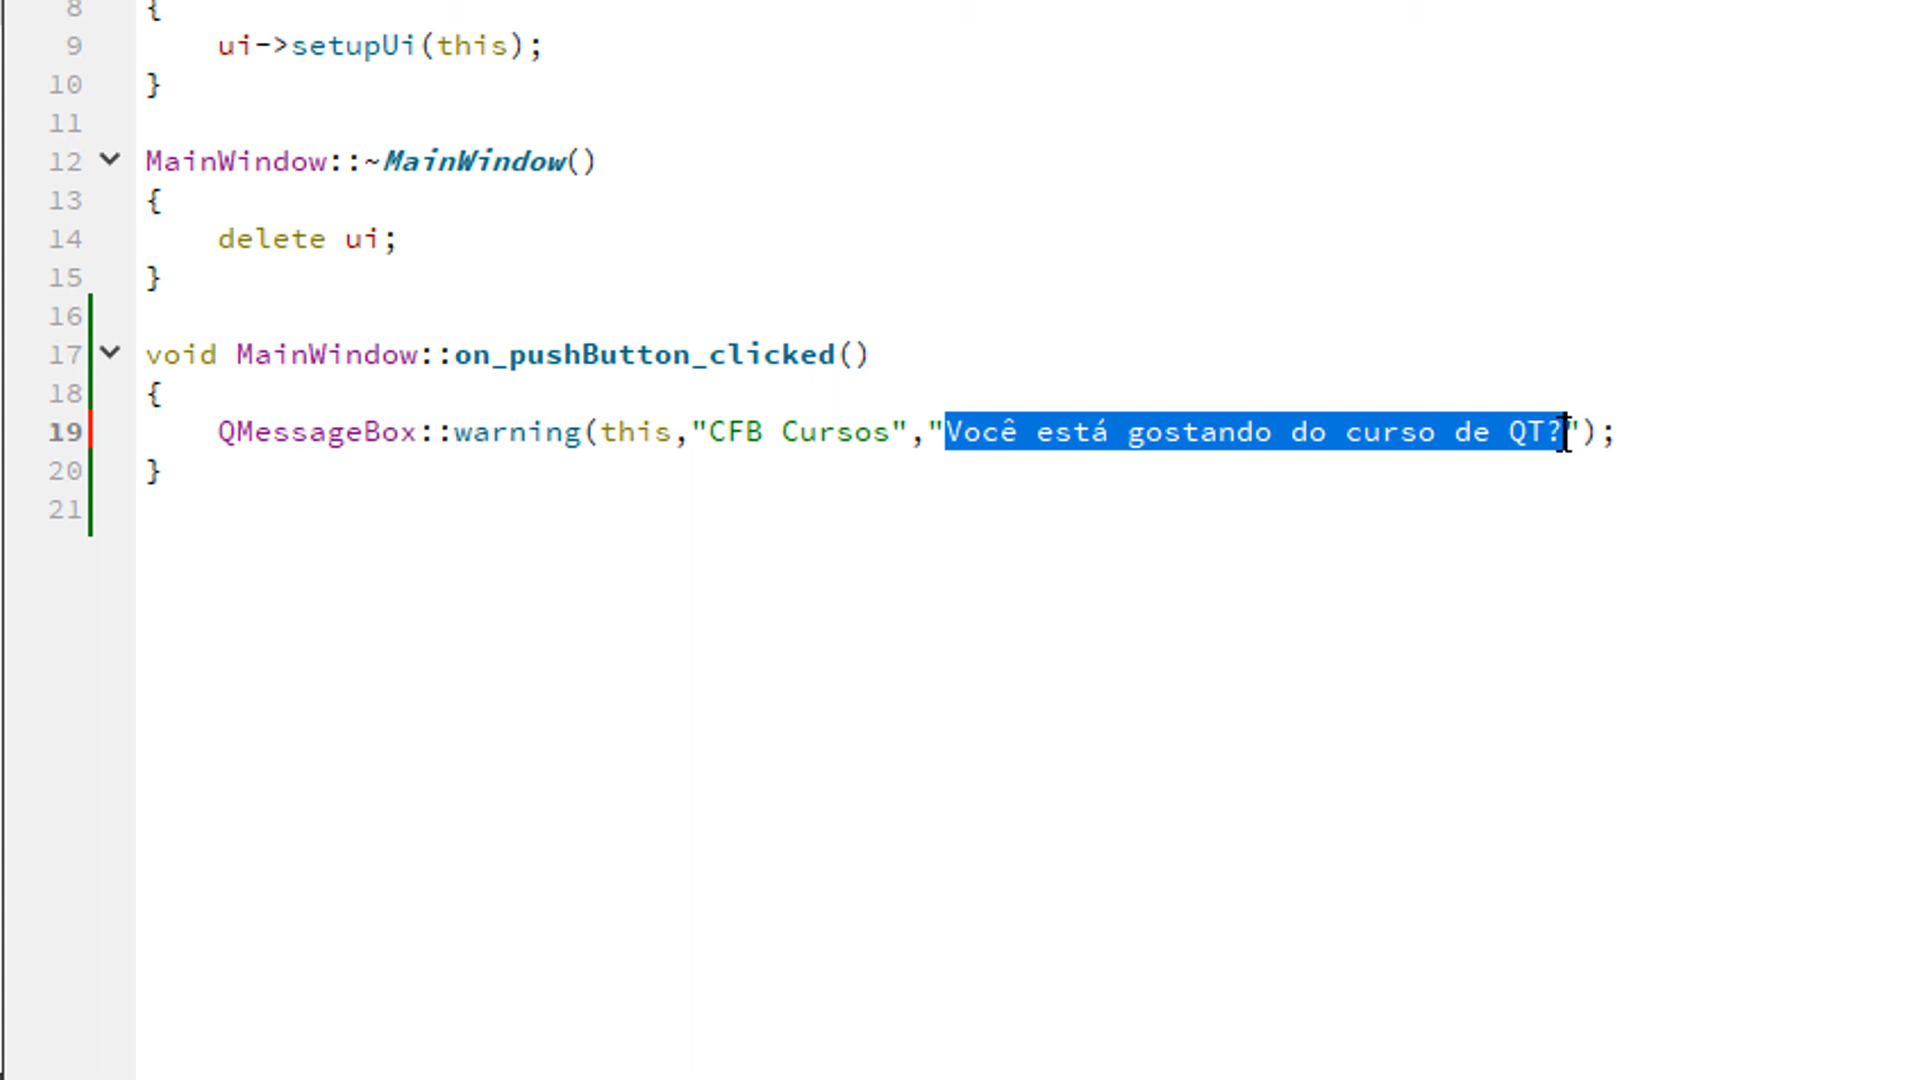 8 {
9 ui->setupUi(this);
10 }
11
12 MainWindow::~MainWindow()
13 {
14 delete ui;
15 }
16
17 void MainWindow::on_pushButton_clicked()
18 {
19 QMessageBox::warning(this,"CFB Cursos","Você está gostando do curso de QT?");
20 }
21